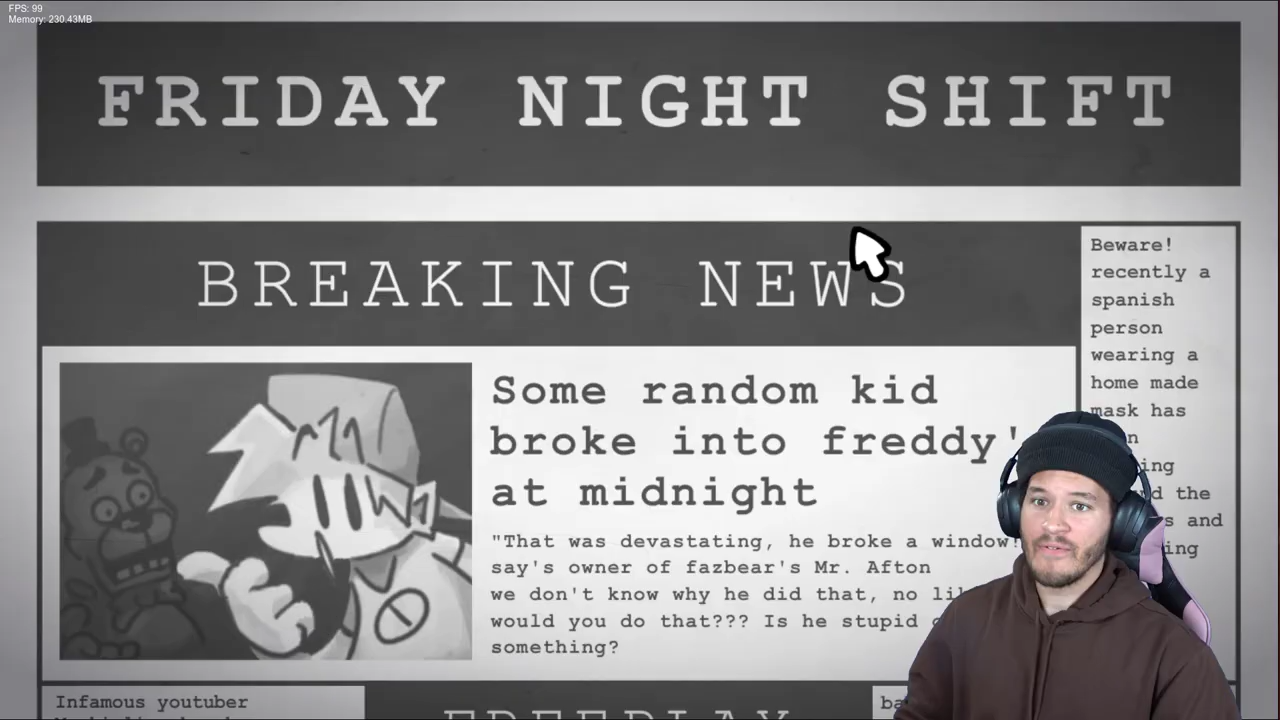 FPS: 99
Memory: 230.43MB
FRIDAY NIGHT SHIFT
BREAKING NEWS
Some random kid
broke into freddy'
at midnight
"That was devastating, he broke a window!
say's owner of fazbear's Mr. Afton
we don't know why he did that, no
would you do that??? Is he stupid
something?
Beware!
recently a
spanish
person
wearing a
home made
mask has
the
and
Infamous youtuber
FREEPLAY